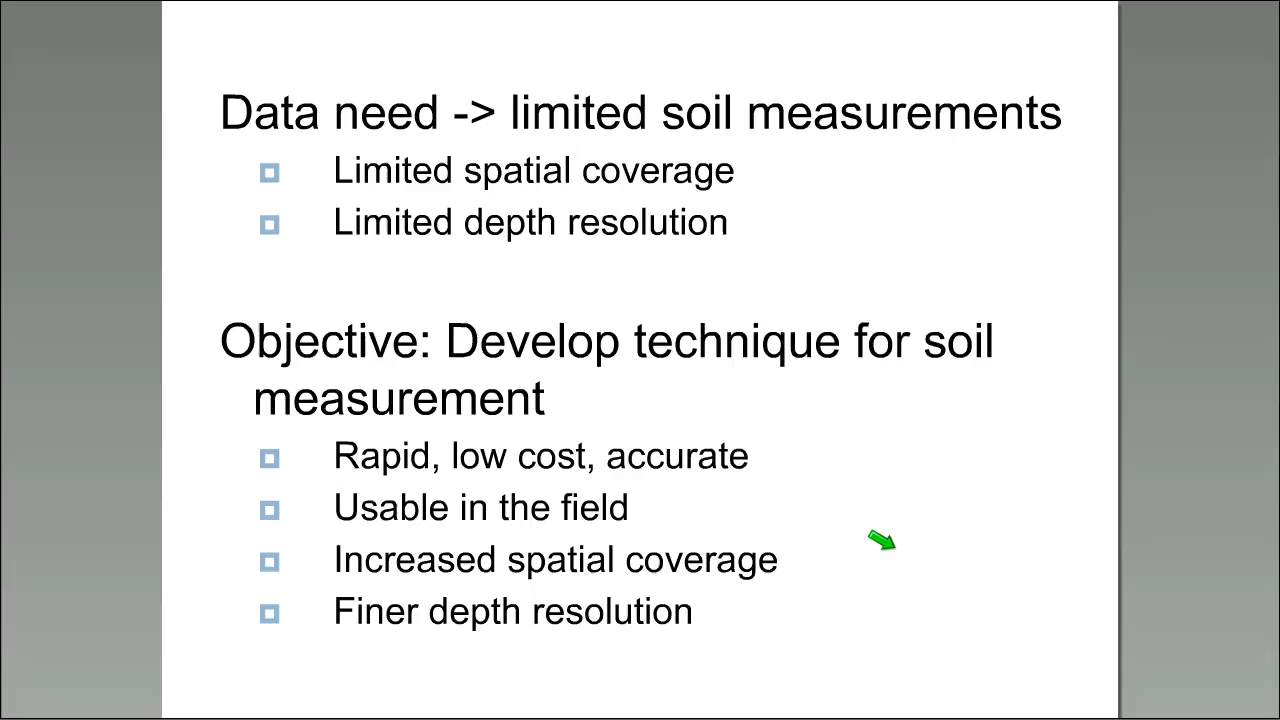 Data need -> limited soil measurements
Limited spatial coverage
Limited depth resolution
Objective: Develop technique for soil
measurement
Rapid, low cost, accurate
Usable in the field
Increased spatial coverage
Finer depth resolution